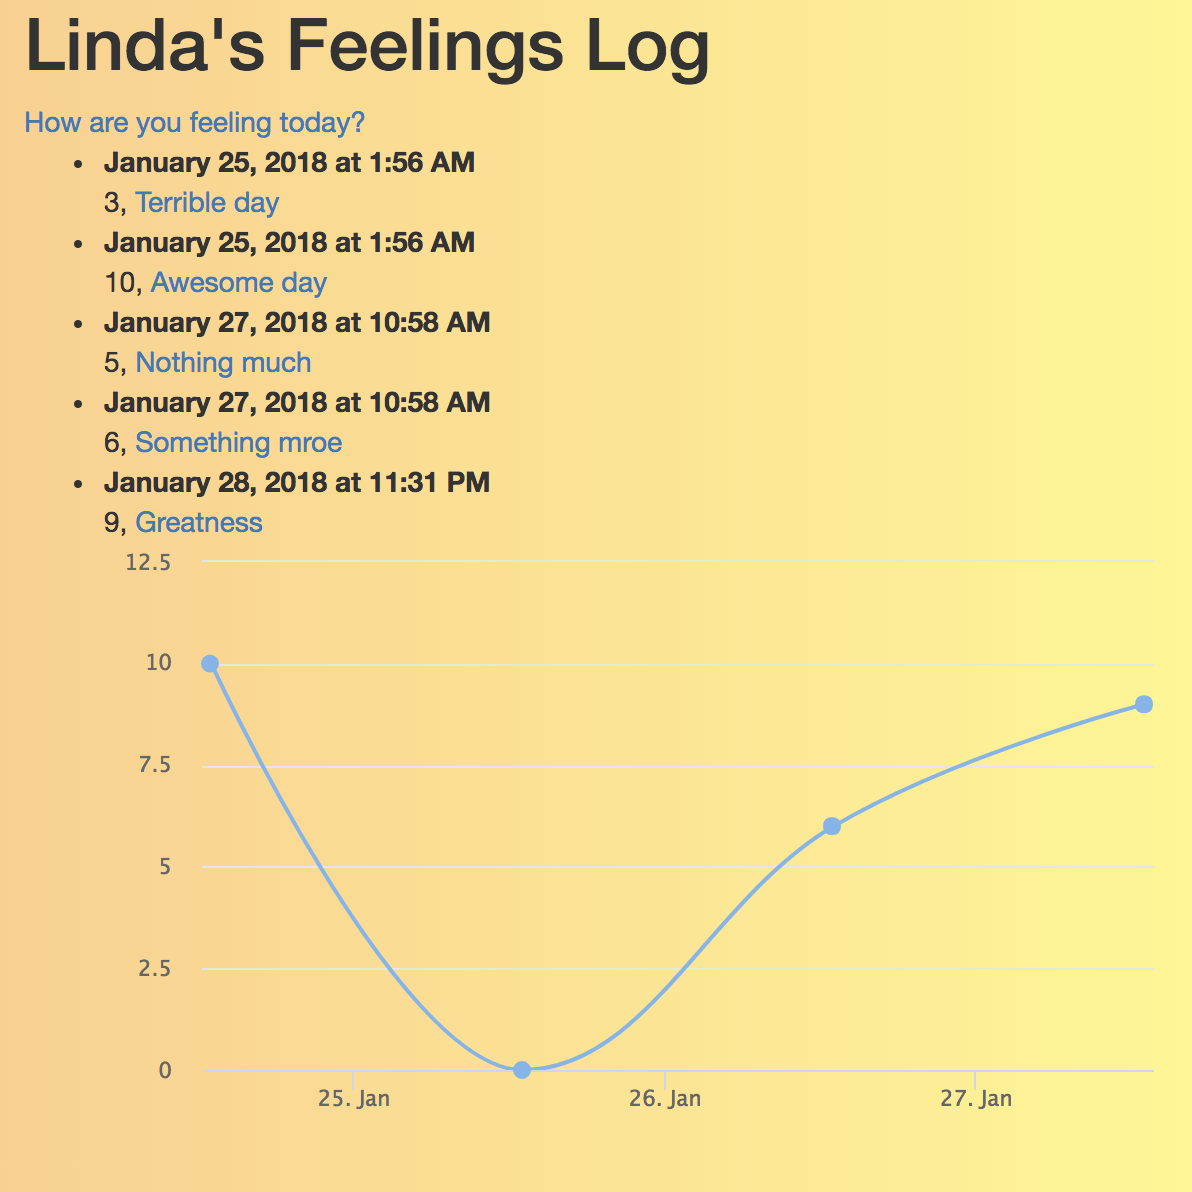 Linda's Feelings Log
How are you feeling today?
January 25, 2018 at 1:56 AM
3, Terrible day
January 25, 2018 at 1:56 AM
10, Awesome day
January 27, 2018 at 10:58 AM
5, Nothing much
January 27, 2018 at 10:58 AM
6, Something mroe
January 28, 2018 at 11:31 PM
9, Greatness
12.5
10
7.5
5
2.5
0
25. Jan 26. Jan 27. Jan